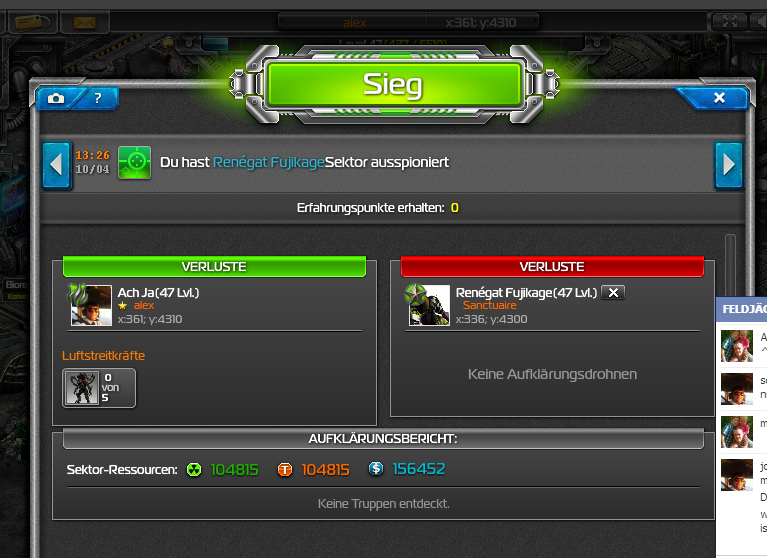 alex x:361; y:4310
Sieg
?
13:26
10/04
Du hast Renégat FujikageSektor ausspioniert
Erfahrungspunkte erhalten: 0
VERLUSTE
Ach Ja(47 Lvl.)
alex
x:361; y:4310
Luftstreitkräfte
0
von
5
VERLUSTE
Renégat Fujikage(47 Lvl.)
Sanctuaire
x:336; y:4300
Keine Aufklärungsdrohnen
AUFKLÄRUNGSBERICHT:
Sektor-Ressourcen: 104815 T 104815 $ 156452
Keine Truppen entdeckt.